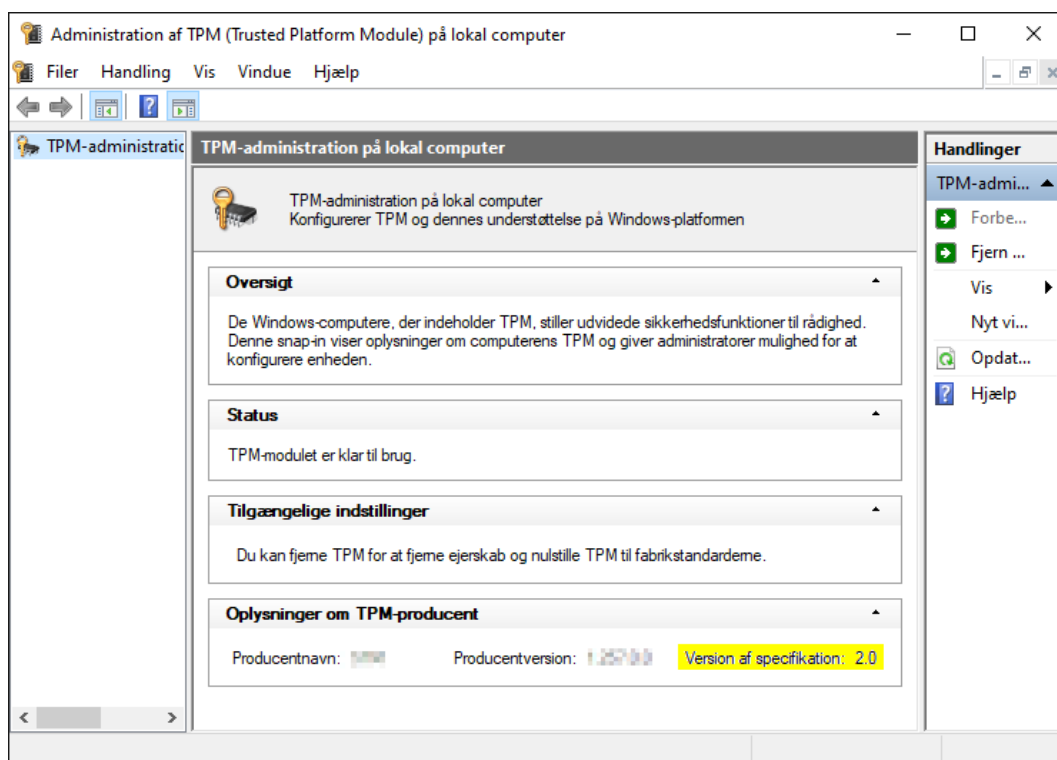 Administration af TPM (Trusted Platform Module) på lokal computer
Filer Handling Vis Vindue Hjælp
TPM-administratic
TPM-administration på lokal computer
TPM-administration på lokal computer
Konfigurerer TPM og dennes understøttelse på Windows-platformen
Oversigt
De Windows-computere, der indeholder TPM, stiller udvidede sikkerhedsfunktioner til rådighed.
Denne snap-in viser oplysninger om computerens TPM og giver administratorer mulighed for at
konfigurere enheden.
Status
TPM-modulet er klar til brug.
Tilgængelige indstillinger
Du kan fjerne TPM for at fjerne ejerskab og nulstille TPM til fabrikstandarderne.
Oplysninger om TPM-producent
Producentnavn: Producentversion: Version af specifikation: 2.0
Handlinger
TPM-admi...
Forbe...
Fjern ...
Vis
Nyt vi...
Opdat...
Hjælp